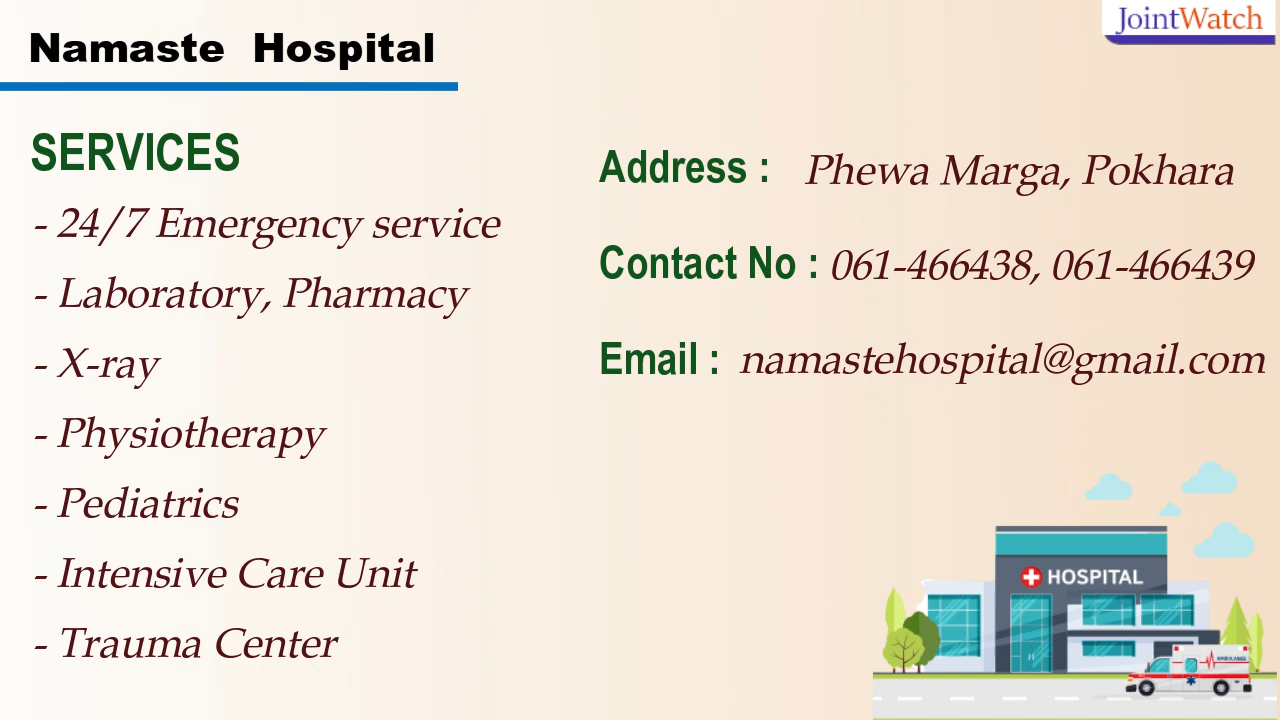 Namaste Hospital
JointWatch
SERVICES
- 24/7 Emergency service
- Laboratory, Pharmacy
- X-ray
- Physiotherapy
- Pediatrics
- Intensive Care Unit
- Trauma Center
Address : Phewa Marga, Pokhara
Contact No : 061-466438, 061-466439
Email : namastehospital@gmail.com
HOSPITAL
AMBULANCE